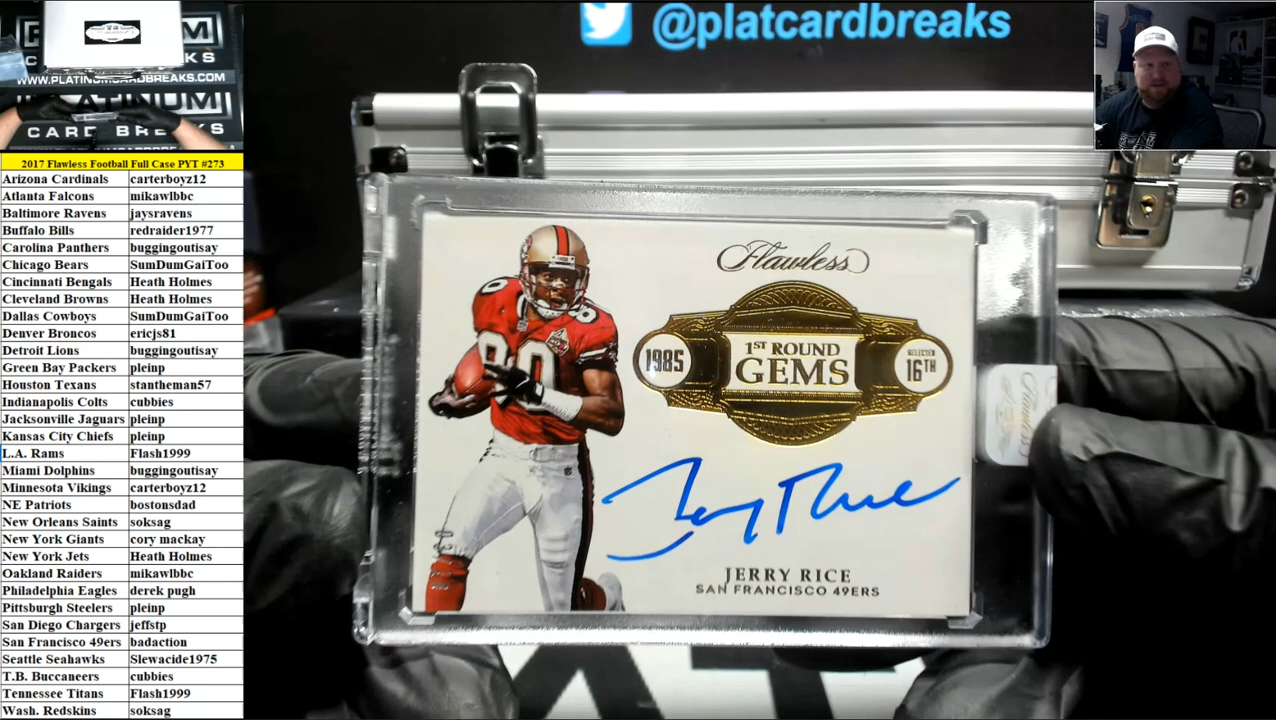 @platcardbreaks
WWW.PLATINUMCARDBREAKS.COM
PLATINUM
CARD BREAKS
2017 Flawless Football Full Case PYT #273
Arizona Cardinals carterboyz12
Atlanta Falcons mikawlbbc
Baltimore Ravens jaysravens
Buffalo Bills redraider1977
Carolina Panthers buggingoutisay
Chicago Bears SumDumGaiToo
Cincinnati Bengals Heath Holmes
Cleveland Browns Heath Holmes
Dallas Cowboys SumDumGaiToo
Denver Broncos ericjs81
Detroit Lions buggingoutisay
Green Bay Packers pleinp
Houston Texans stantheman57
Indianapolis Colts cubbies
Jacksonville Jaguars pleinp
Kansas City Chiefs pleinp
L.A. Rams Flash1999
Miami Dolphins buggingoutisay
Minnesota Vikings carterboyz12
NE Patriots bostonsdad
New Orleans Saints soksag
New York Giants cory mackay
New York Jets Heath Holmes
Oakland Raiders mikawlbbc
Philadelphia Eagles derek pugh
Pittsburgh Steelers pleinp
San Diego Chargers jeffstp
San Francisco 49ers badaction
Seattle Seahawks Slewacide1975
T.B. Buccaneers cubbies
Tennessee Titans Flash1999
Wash. Redskins soksag
Flawless
1985
1ST ROUND
GEMS
SELECTED
16TH
80
Jerry Rice
JERRY RICE
SAN FRANCISCO 49ERS
Flawless